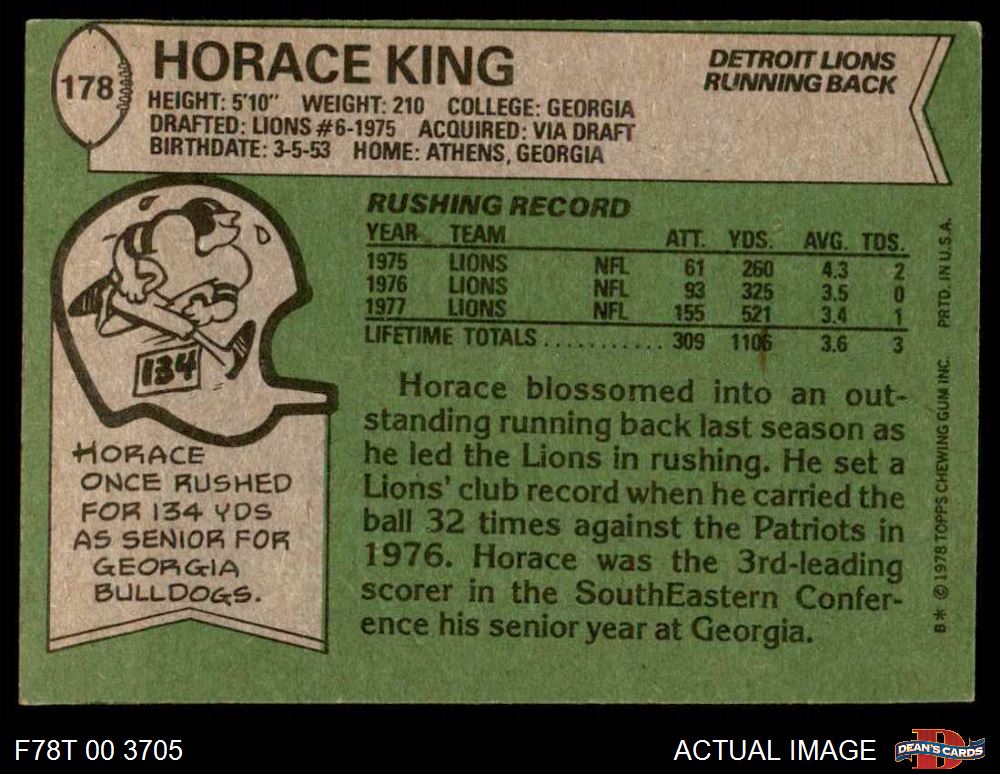 178
HORACE KING
DETROIT LIONS
RUNNING BACK
HEIGHT: 5'10" WEIGHT: 210 COLLEGE: GEORGIA
DRAFTED: LIONS #6-1975 ACQUIRED: VIA DRAFT
BIRTHDATE: 3-5-53 HOME: ATHENS, GEORGIA
RUSHING RECORD
YEAR TEAM ATT. YDS. AVG. TDS.
1975 LIONS NFL 61 260 4.3 2
1976 LIONS NFL 93 325 3.5 0
1977 LIONS NFL 155 521 3.4 1
LIFETIME TOTALS ........... 309 1106 3.6 3
134
HORACE
ONCE RUSHED
FOR 134 YDS
AS SENIOR FOR
GEORGIA
BULLDOGS.
Horace blossomed into an out-
standing running back last season as
he led the Lions in rushing. He set a
Lions' club record when he carried the
ball 32 times against the Patriots in
1976. Horace was the 3rd-leading
scorer in the SouthEastern Confer-
ence his senior year at Georgia.
B* © 1978 TOPPS CHEWING GUM INC. PRTD. IN U.S.A.
F78T 00 3705
ACTUAL IMAGE
D
DEAN'S CARDS
.COM